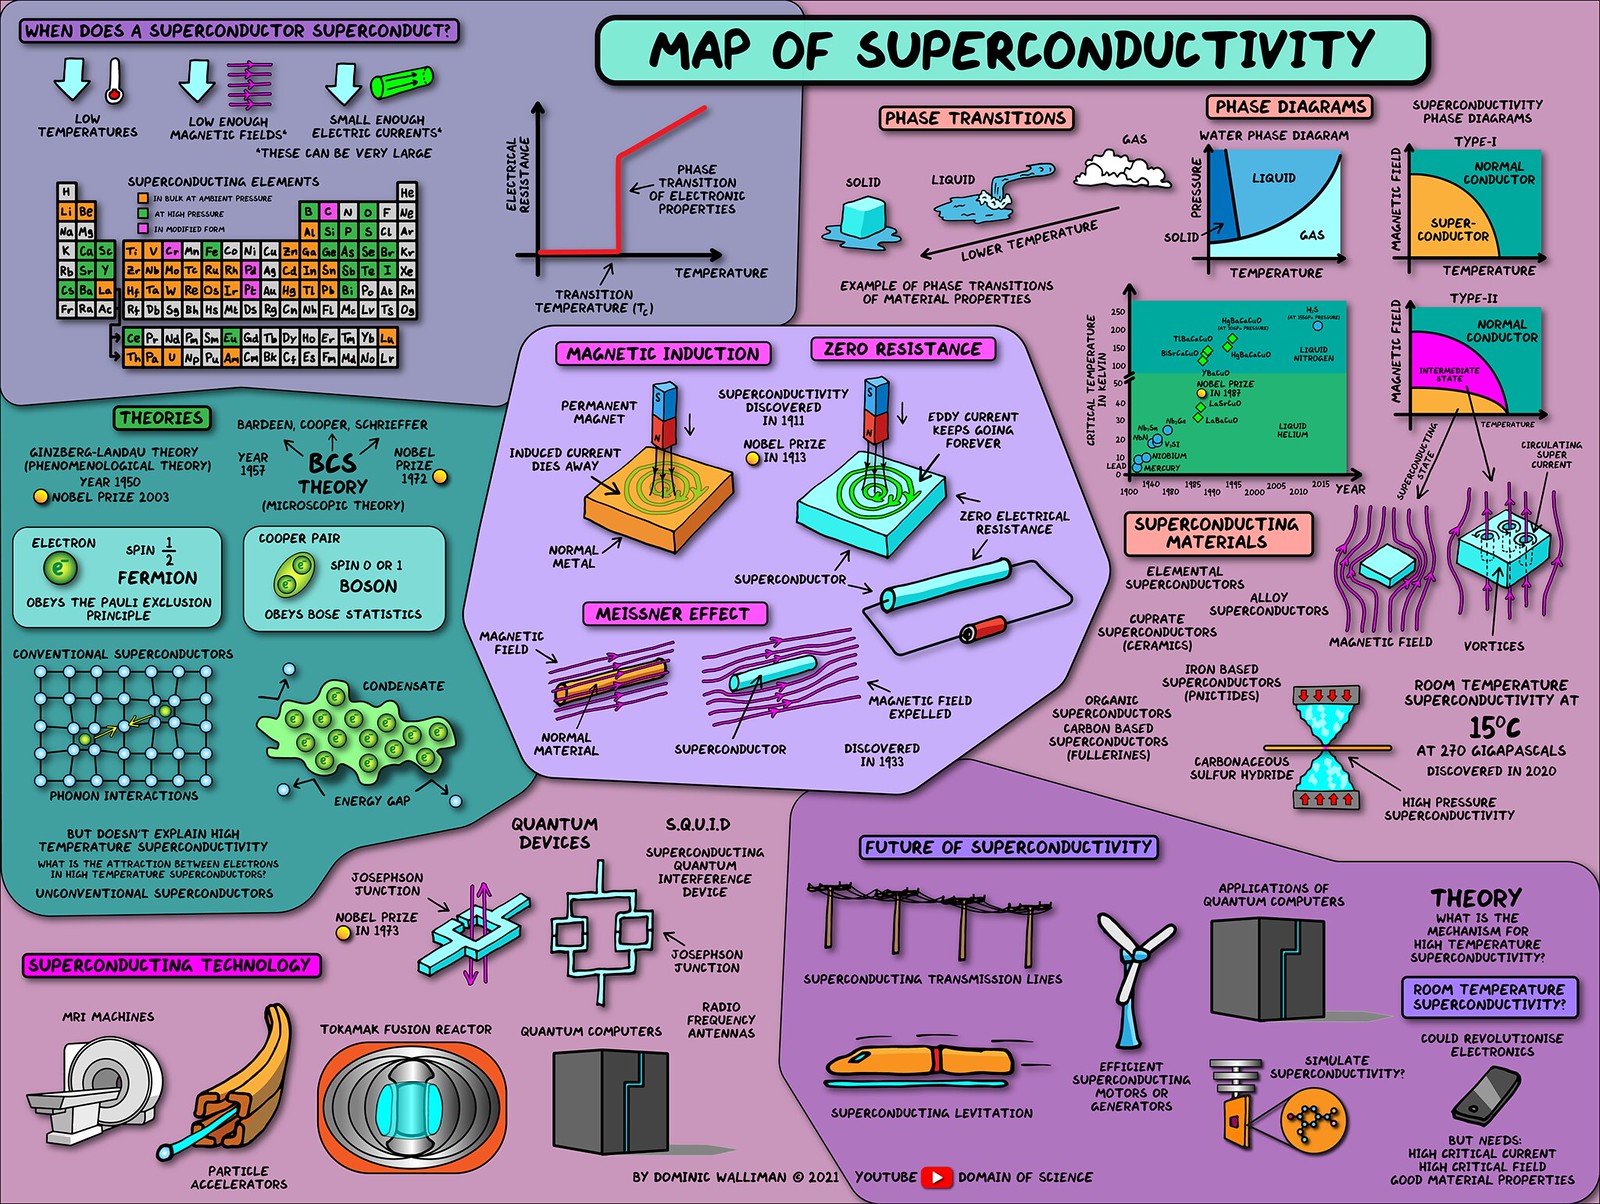 MAP OF SUPERCONDUCTIVITY
WHEN DOES A SUPERCONDUCTOR SUPERCONDUCT?
LOW
TEMPERATURES
LOW ENOUGH
MAGNETIC FIELDS*
SMALL ENOUGH
ELECTRIC CURRENTS*
*THESE CAN BE VERY LARGE
SUPERCONDUCTING ELEMENTS
IN BULK AT AMBIENT PRESSURE
AT HIGH PRESSURE
IN MODIFIED FORM
H He
Li Be B C N O F Ne
Na Mg Al Si P S Cl Ar
K Ca Sc Ti V Cr Mn Fe Co Ni Cu Zn Ga Ge As Se Br Kr
Rb Sr Y Zr Nb Mo Tc Ru Rh Pd Ag Cd In Sn Sb Te I Xe
Cs Ba La Hf Ta W Re Os Ir Pt Au Hg Tl Pb Bi Po At Rn
Fr Ra Ac Rf Db Sg Bh Hs Mt Ds Rg Cn Nh Fl Mc Lv Ts Og
Ce Pr Nd Pm Sm Eu Gd Tb Dy Ho Er Tm Yb Lu
Th Pa U Np Pu Am Cm Bk Cf Es Fm Md No Lr
ELECTRICAL
RESISTANCE
PHASE
TRANSITION
OF ELECTRONIC
PROPERTIES
TEMPERATURE
TRANSITION
TEMPERATURE (Tc)
PHASE TRANSITIONS
SOLID
LIQUID
GAS
LOWER TEMPERATURE
EXAMPLE OF PHASE TRANSITIONS
OF MATERIAL PROPERTIES
PHASE DIAGRAMS
WATER PHASE DIAGRAM
PRESSURE
LIQUID
SOLID
GAS
TEMPERATURE
SUPERCONDUCTIVITY
PHASE DIAGRAMS
TYPE-I
MAGNETIC FIELD
NORMAL
CONDUCTOR
SUPER-
CONDUCTOR
TEMPERATURE
TYPE-II
MAGNETIC FIELD
NORMAL
CONDUCTOR
INTERMEDIATE
STATE
TEMPERATURE
SUPERCONDUCTING
STATE
CIRCULATING
SUPER
CURRENT
MAGNETIC FIELD
VORTICES
CRITICAL TEMPERATURE
IN KELVIN
250
200
150
100
50
40
30
20
10
0
HgBaCaCuO
(AT 30GPa PRESSURE)
H₂S
(AT 155GPa PRESSURE)
TlBaCaCuO
BiSrCaCuO
HgBaCaCuO
YBaCuO
LIQUID
NITROGEN
NOBEL PRIZE
IN 1987
LaSrCuO
LaBaCuO
LIQUID
HELIUM
Nb₃Sn
Nb₃Ge
NbN
V₃Si
NIOBIUM
LEAD
MERCURY
1900 1940 1980 1985 1990 1995 2000 2005 2010 2015
YEAR
THEORIES
GINZBERG-LANDAU THEORY
(PHENOMENOLOGICAL THEORY)
YEAR 1950
NOBEL PRIZE 2003
BARDEEN, COOPER, SCHRIEFFER
YEAR
1957
BCS
THEORY
(MICROSCOPIC THEORY)
NOBEL
PRIZE
1972
ELECTRON
e⁻
SPIN 1/2
FERMION
OBEYS THE PAULI EXCLUSION
PRINCIPLE
COOPER PAIR
e⁻
e⁻
SPIN 0 OR 1
BOSON
OBEYS BOSE STATISTICS
CONVENTIONAL SUPERCONDUCTORS
PHONON INTERACTIONS
CONDENSATE
e⁻ e⁻ e⁻ e⁻ e⁻ e⁻ e⁻ e⁻ e⁻ e⁻ e⁻ e⁻
ENERGY GAP
BUT DOESN'T EXPLAIN HIGH
TEMPERATURE SUPERCONDUCTIVITY
WHAT IS THE ATTRACTION BETWEEN ELECTRONS
IN HIGH TEMPERATURE SUPERCONDUCTORS?
UNCONVENTIONAL SUPERCONDUCTORS
MAGNETIC INDUCTION
PERMANENT
MAGNET
S
N
INDUCED CURRENT
DIES AWAY
NORMAL
METAL
SUPERCONDUCTIVITY
DISCOVERED
IN 1911
NOBEL PRIZE
IN 1913
ZERO RESISTANCE
S
N
EDDY CURRENT
KEEPS GOING
FOREVER
ZERO ELECTRICAL
RESISTANCE
SUPERCONDUCTOR
MEISSNER EFFECT
MAGNETIC
FIELD
NORMAL
MATERIAL
SUPERCONDUCTOR
MAGNETIC FIELD
EXPELLED
DISCOVERED
IN 1933
SUPERCONDUCTING
MATERIALS
ELEMENTAL
SUPERCONDUCTORS
ALLOY
SUPERCONDUCTORS
CUPRATE
SUPERCONDUCTORS
(CERAMICS)
IRON BASED
SUPERCONDUCTORS
(PNICTIDES)
ORGANIC
SUPERCONDUCTORS
CARBON BASED
SUPERCONDUCTORS
(FULLERINES)
CARBONACEOUS
SULFUR HYDRIDE
ROOM TEMPERATURE
SUPERCONDUCTIVITY AT
15°C
AT 270 GIGAPASCALS
DISCOVERED IN 2020
HIGH PRESSURE
SUPERCONDUCTIVITY
SUPERCONDUCTING TECHNOLOGY
QUANTUM
DEVICES
JOSEPHSON
JUNCTION
NOBEL PRIZE
IN 1973
S.Q.U.I.D
SUPERCONDUCTING
QUANTUM
INTERFERENCE
DEVICE
JOSEPHSON
JUNCTION
RADIO
FREQUENCY
ANTENNAS
MRI MACHINES
PARTICLE
ACCELERATORS
TOKAMAK FUSION REACTOR
QUANTUM COMPUTERS
FUTURE OF SUPERCONDUCTIVITY
SUPERCONDUCTING TRANSMISSION LINES
SUPERCONDUCTING LEVITATION
EFFICIENT
SUPERCONDUCTING
MOTORS OR
GENERATORS
APPLICATIONS OF
QUANTUM COMPUTERS
SIMULATE
SUPERCONDUCTIVITY?
THEORY
WHAT IS THE
MECHANISM FOR
HIGH TEMPERATURE
SUPERCONDUCTIVITY?
ROOM TEMPERATURE
SUPERCONDUCTIVITY?
COULD REVOLUTIONISE
ELECTRONICS
BUT NEEDS:
HIGH CRITICAL CURRENT
HIGH CRITICAL FIELD
GOOD MATERIAL PROPERTIES
BY DOMINIC WALLIMAN © 2021 YOUTUBE DOMAIN OF SCIENCE